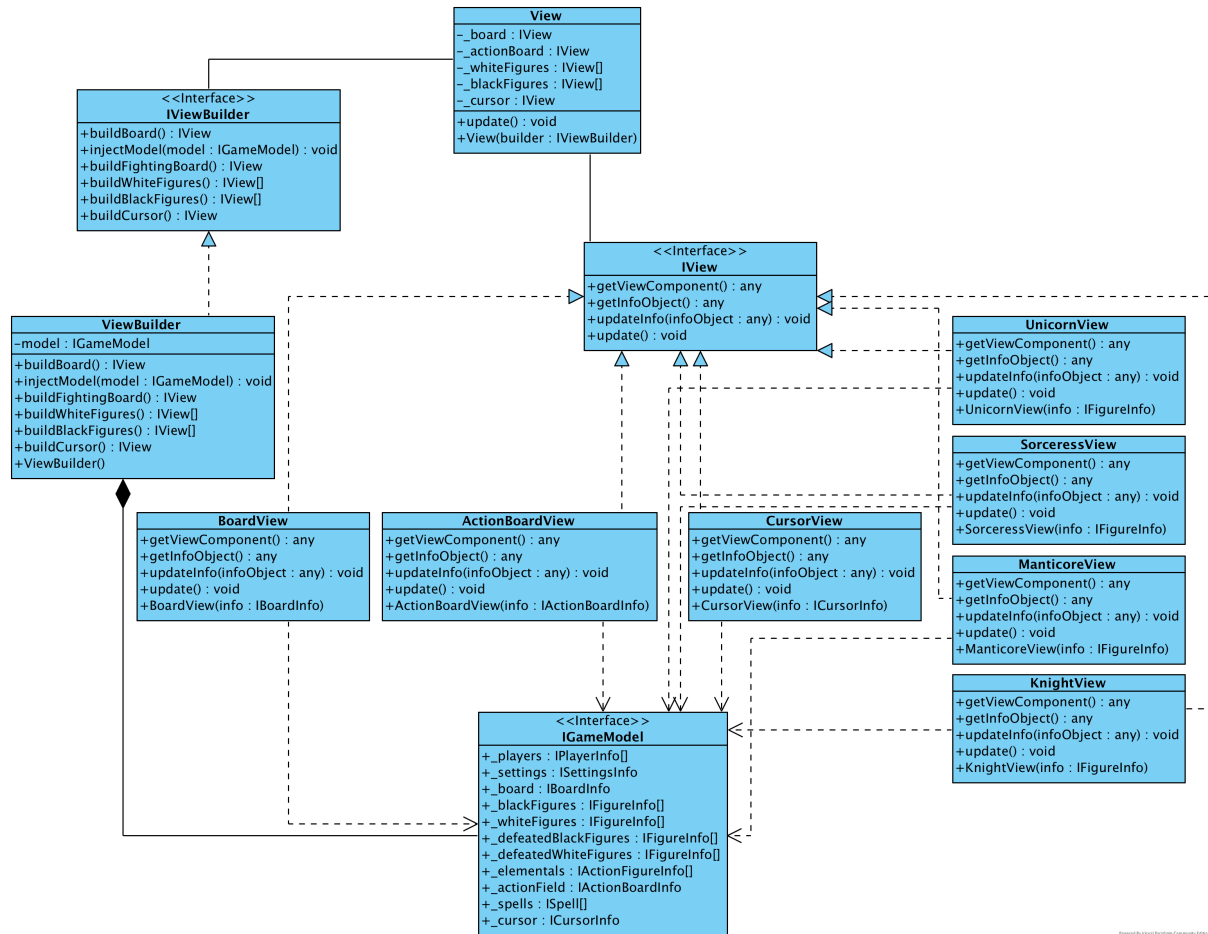 View
-_board : IView
-_actionBoard : IView
-_whiteFigures : IView[]
-_blackFigures : IView[]
-_cursor : IView
+update() : void
+View(builder : IViewBuilder)
<<Interface>>
IViewBuilder
+buildBoard() : IView
+injectModel(model : IGameModel) : void
+buildFightingBoard() : IView
+buildWhiteFigures() : IView[]
+buildBlackFigures() : IView[]
+buildCursor() : IView
<<Interface>>
IView
+getViewComponent() : any
+getInfoObject() : any
+updateInfo(infoObject : any) : void
+update() : void
ViewBuilder
-model : IGameModel
+buildBoard() : IView
+injectModel(model : IGameModel) : void
+buildFightingBoard() : IView
+buildWhiteFigures() : IView[]
+buildBlackFigures() : IView[]
+buildCursor() : IView
+ViewBuilder()
UnicornView
+getViewComponent() : any
+getInfoObject() : any
+updateInfo(infoObject : any) : void
+update() : void
+UnicornView(info : IFigureInfo)
SorceressView
+getViewComponent() : any
+getInfoObject() : any
+updateInfo(infoObject : any) : void
+update() : void
+SorceressView(info : IFigureInfo)
BoardView
+getViewComponent() : any
+getInfoObject() : any
+updateInfo(infoObject : any) : void
+update() : void
+BoardView(info : IBoardInfo)
ActionBoardView
+getViewComponent() : any
+getInfoObject() : any
+updateInfo(infoObject : any) : void
+update() : void
+ActionBoardView(info : IActionBoardInfo)
CursorView
+getViewComponent() : any
+getInfoObject() : any
+updateInfo(infoObject : any) : void
+update() : void
+CursorView(info : ICursorInfo)
ManticoreView
+getViewComponent() : any
+getInfoObject() : any
+updateInfo(infoObject : any) : void
+update() : void
+ManticoreView(info : IFigureInfo)
KnightView
+getViewComponent() : any
+getInfoObject() : any
+updateInfo(infoObject : any) : void
+update() : void
+KnightView(info : IFigureInfo)
<<Interface>>
IGameModel
+_players : IPlayerInfo[]
+_settings : ISettingsInfo
+_board : IBoardInfo
+_blackFigures : IFigureInfo[]
+_whiteFigures : IFigureInfo[]
+_defeatedBlackFigures : IFigureInfo[]
+_defeatedWhiteFigures : IFigureInfo[]
+_elementals : IActionFigureInfo[]
+_actionField : IActionBoardInfo
+_spells : ISpell[]
+_cursor : ICursorInfo
Powered By Visual Paradigm Community Edition